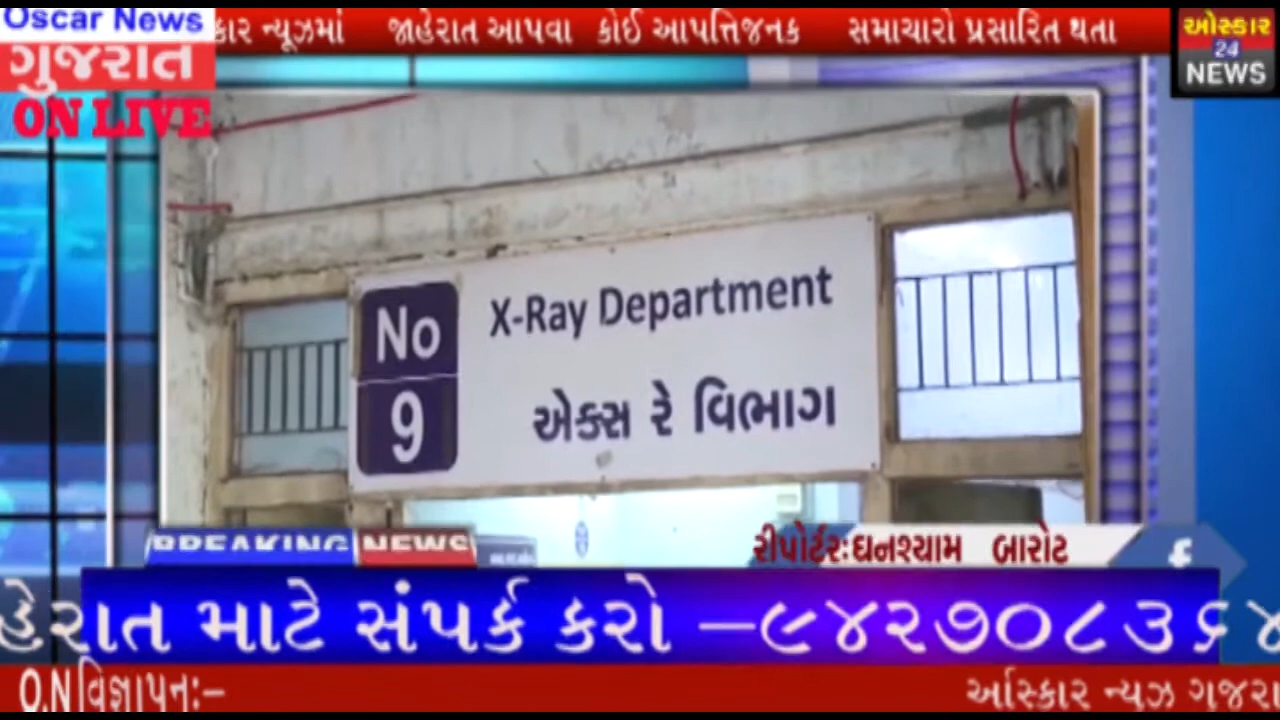 Oscar News
ગુજરાત
ON LIVE
કાર ન્યૂઝમાં જાહેરાત આપવા કોઈ આપત્તિજનક સમાચારો પ્રસારિત થતા
ઓસ્કાર
24
NEWS
No
9
X-Ray Department
એક્સ રે વિભાગ
BREAKING NEWS
રીપોર્ટર:ઘનશ્યામ બારોટ
f
હેરાત માટે સંપર્ક કરો –૯૪૨૭૦૮૩૬૪
O.N વિજ્ઞાપન:–
ઓસ્કાર ન્યૂઝ ગુજરા